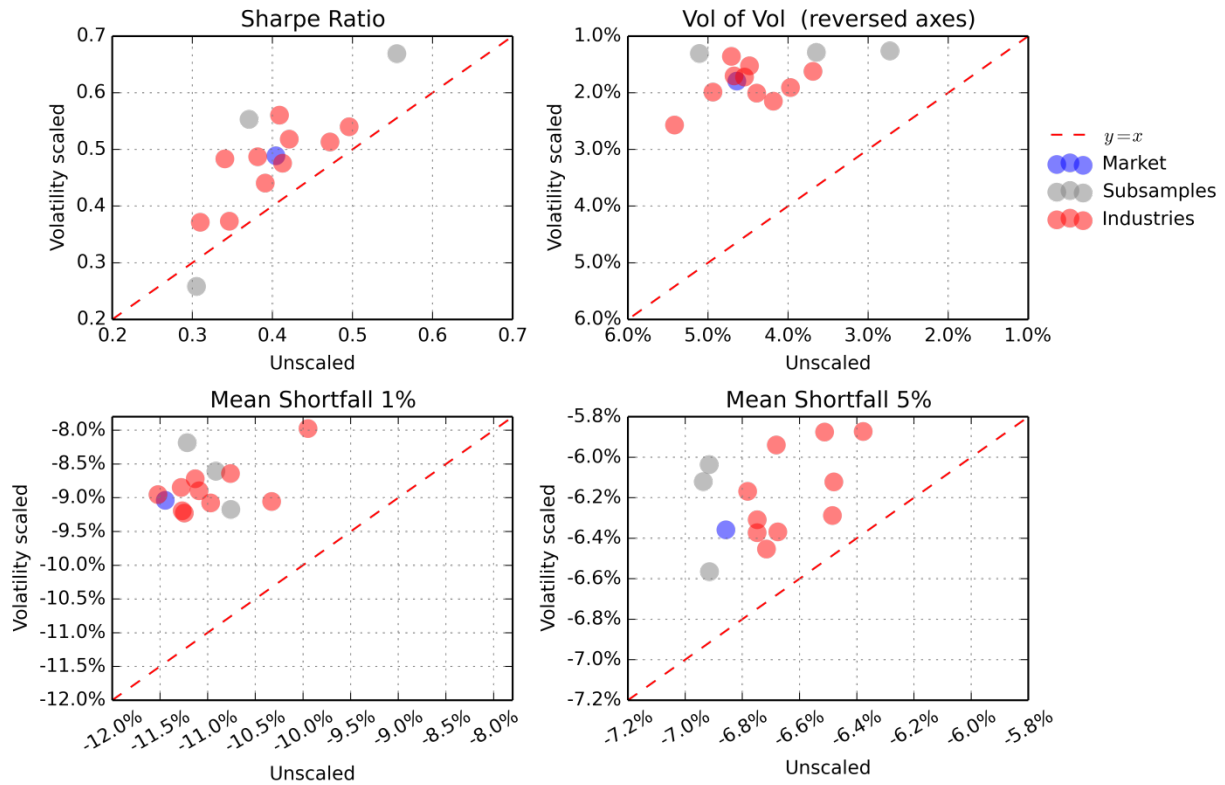 Sharpe Ratio
0.7
0.6
0.5
0.4
0.3
0.2
Volatility scaled
0.2 0.3 0.4 0.5 0.6 0.7
Unscaled
Vol of Vol (reversed axes)
1.0%
2.0%
3.0%
4.0%
5.0%
6.0%
Volatility scaled
6.0% 5.0% 4.0% 3.0% 2.0% 1.0%
Unscaled
y=x
Market
Subsamples
Industries
Mean Shortfall 1%
-8.0%
-8.5%
-9.0%
-9.5%
-10.0%
-10.5%
-11.0%
-11.5%
-12.0%
Volatility scaled
-12.0% -11.5% -11.0% -10.5% -10.0% -9.5% -9.0% -8.5% -8.0%
Unscaled
Mean Shortfall 5%
-5.8%
-6.0%
-6.2%
-6.4%
-6.6%
-6.8%
-7.0%
-7.2%
Volatility scaled
-7.2% -7.0% -6.8% -6.6% -6.4% -6.2% -6.0% -5.8%
Unscaled